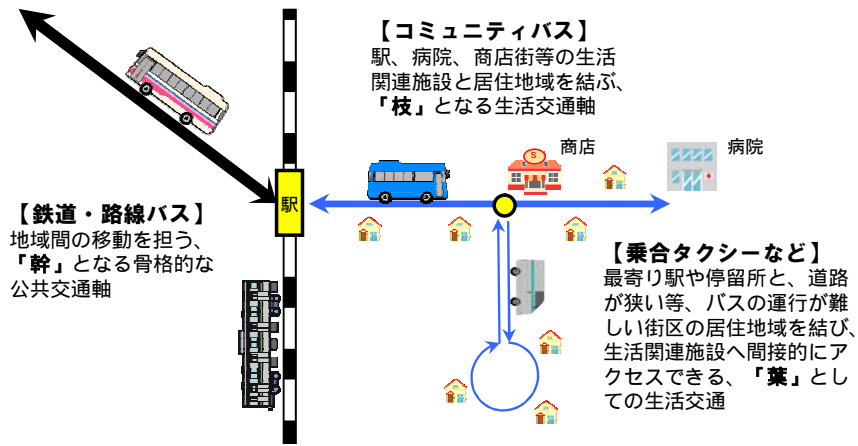 【コミュニティバス】
駅、病院、商店街等の生活
関連施設と居住地域を結ぶ、
「枝」となる生活交通軸
S
商店
病院
駅
【鉄道・路線バス】
地域間の移動を担う、
「幹」となる骨格的な
公共交通軸
【乗合タクシーなど】
最寄り駅や停留所と、道路
が狭い等、バスの運行が難
しい街区の居住地域を結び、
生活関連施設へ間接的にア
クセスできる、「葉」とし
ての生活交通